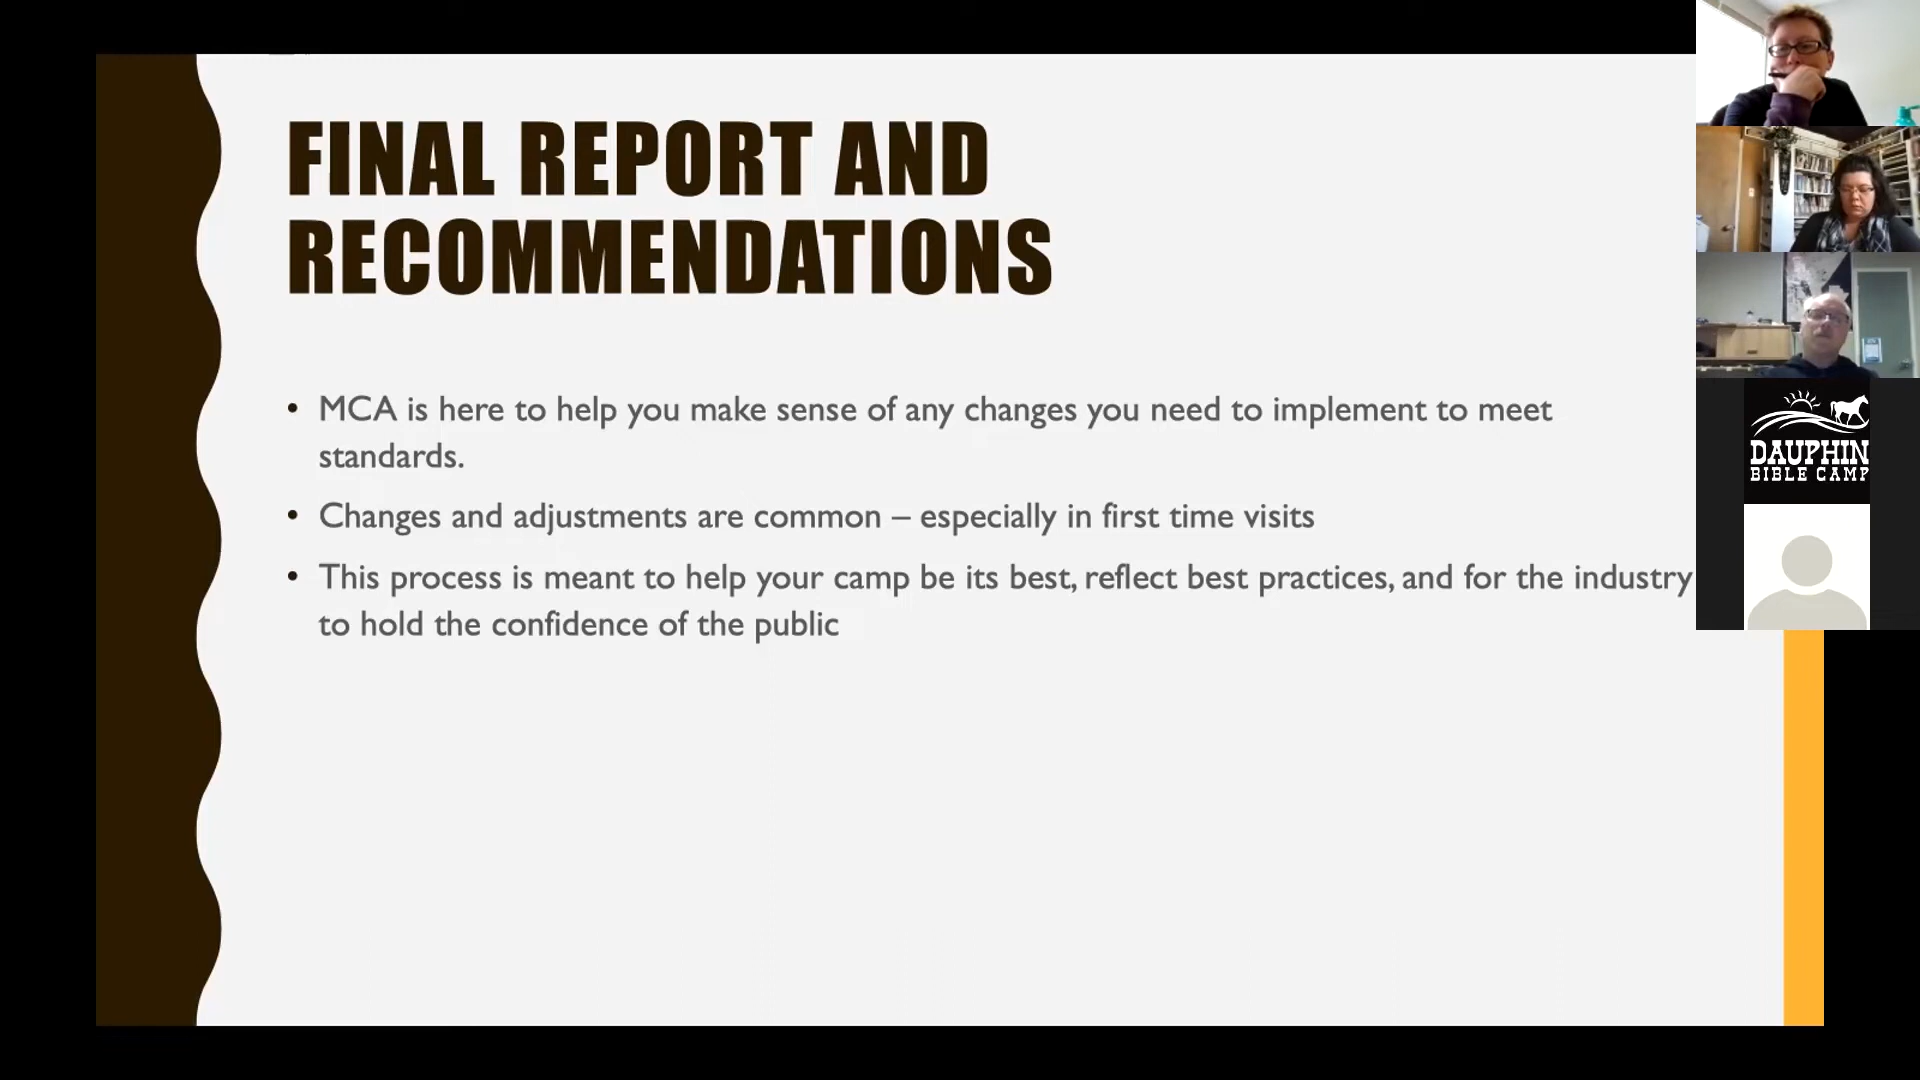 FINAL REPORT AND
RECOMMENDATIONS
• MCA is here to help you make sense of any changes you need to implement to meet
standards.
• Changes and adjustments are common – especially in first time visits
• This process is meant to help your camp be its best, reflect best practices, and for the industry
to hold the confidence of the public
DAUPHIN
BIBLE CAMP